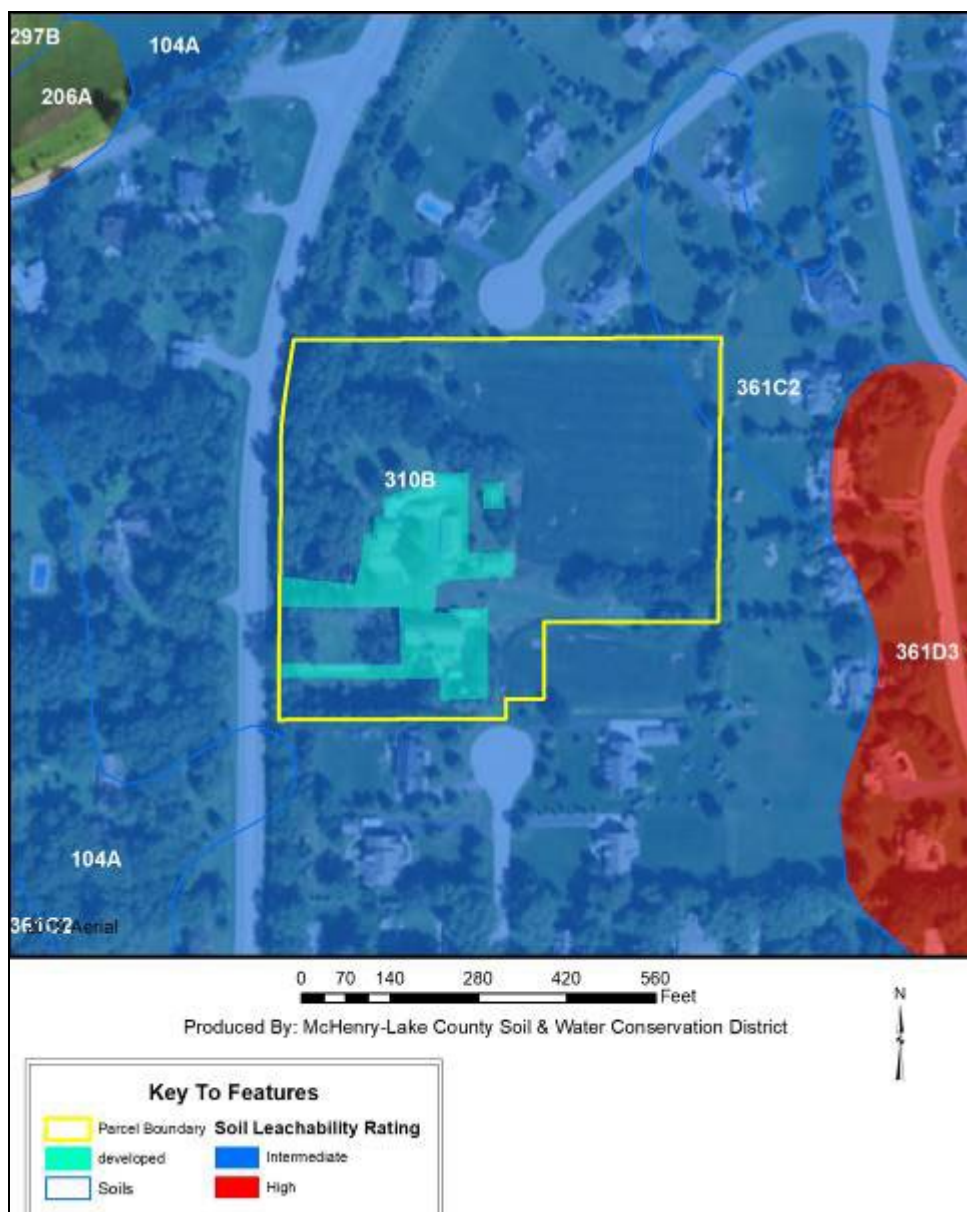 297B
104A
206A
361C2
310B
361D3
104A
361C2
Aerial
0 70 140 280 420 560
Feet
N
Produced By: McHenry-Lake County Soil & Water Conservation District
Key To Features
Parcel Boundary Soil Leachability Rating
developed Intermediate
Soils High